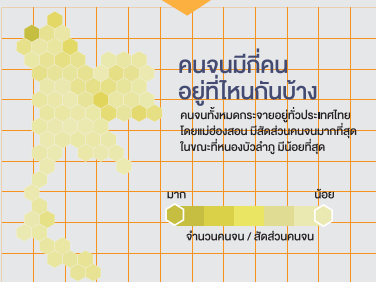 คนจนมีกี่คน
อยู่ที่ไหนกันบ้าง
คนจนทั้งหมดกระจายอยู่ทั่วประเทศไทย
โดยแม่ฮ่องสอน มีสัดส่วนคนจนมากที่สุด
ในขณะที่หนองบัวลำภู มีน้อยที่สุด
มาก น้อย
จำนวนคนจน / สัดส่วนคนจน